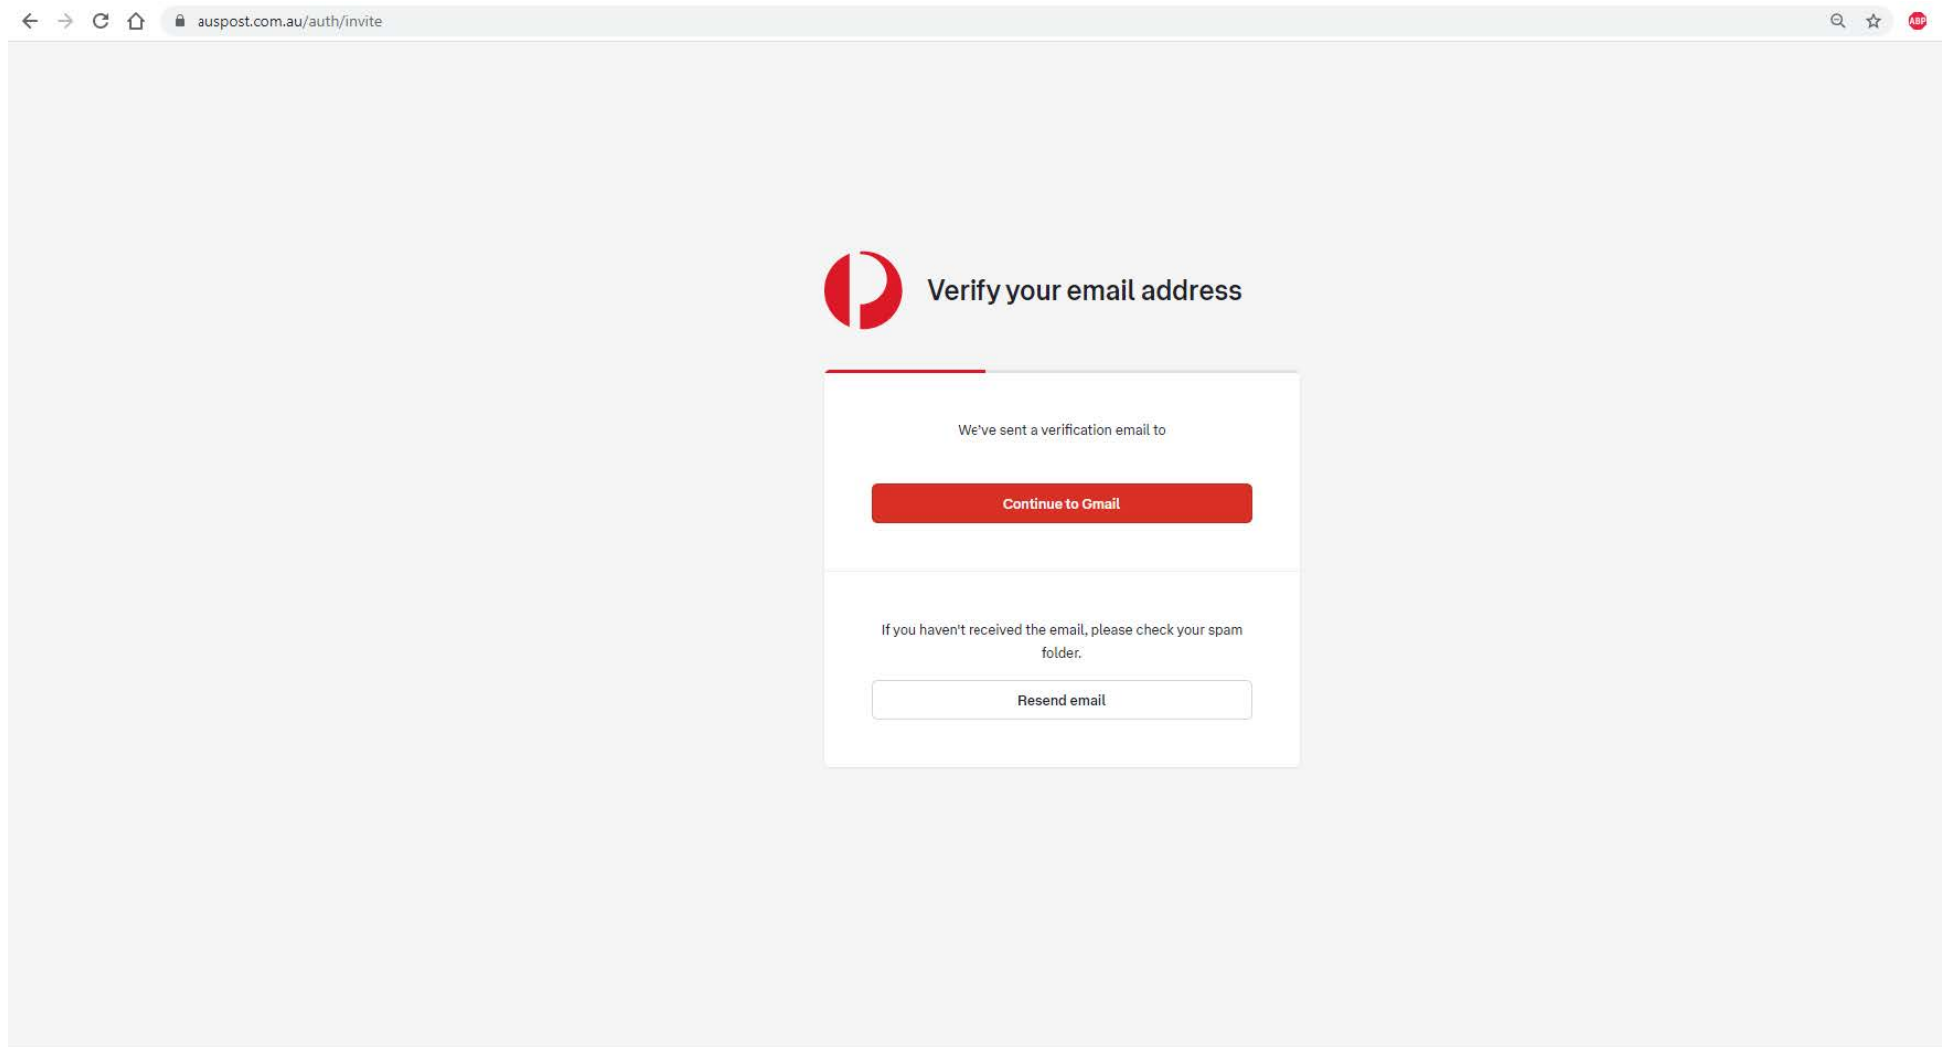 auspost.com.au/auth/invite
ABP
Verify your email address
We've sent a verification email to
Continue to Gmail
If you haven't received the email, please check your spam
folder.
Resend email